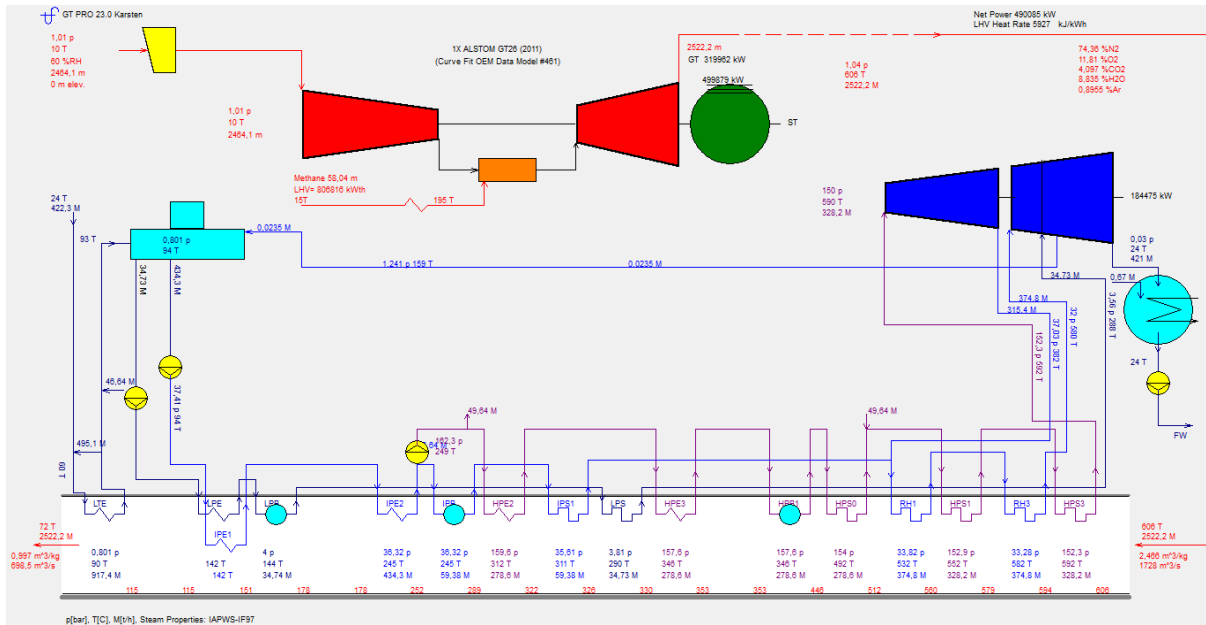 GT PRO 23.0 Karsten
Net Power 490085 kW
LHV Heat Rate 5927 kJ/kWh
1,01 p
10 T
60 %RH
2464,1 m
0 m elev.
1X ALSTOM GT26 (2011)
(Curve Fit OEM Data Model #461)
2522,2 m
GT 319962 kW
499879 kW
ST
1,04 p
606 T
2522,2 M
74,36 %N2
11,81 %O2
4,097 %CO2
8,835 %H2O
0,8955 %Ar
1,01 p
10 T
2464,1 m
Methane 58,04 m
LHV= 806816 kWth
15T
195 T
24 T
422,3 M
93 T
0,801 p
94 T
0,0235 M
1,241 p 159 T
0,0235 M
150 p
590 T
328,2 M
184475 kW
0,03 p
24 T
421 M
0,67 M
34,73 M
434,3 M
34,73 M
374,8 M
315,4 M
37,03 p 382 T
32 p 580 T
3,56 p 288 T
152,3 p 592 T
24 T
FW
46,64 M
37,41 p 94 T
495,1 M
60 T
49,64 M
49,64 M
162,3 p
249 T
LTE
LPE
LPB
IPE1
IPE2
IPB
HPE2
IPS1
LPS
HPE3
HPB1
HPS0
RH1
HPS1
RH3
HPS3
72 T
2522,2 M
0,997 m^3/kg
698,5 m^3/s
0,801 p
90 T
917,4 M
142 T
142 T
4 p
144 T
34,74 M
36,32 p
245 T
434,3 M
36,32 p
245 T
59,38 M
159,6 p
312 T
278,6 M
35,61 p
311 T
59,38 M
3,81 p
290 T
34,73 M
157,6 p
346 T
278,6 M
157,6 p
346 T
278,6 M
154 p
492 T
278,6 M
33,82 p
532 T
374,8 M
152,9 p
552 T
328,2 M
33,28 p
582 T
374,8 M
152,3 p
592 T
328,2 M
606 T
2522,2 M
2,466 m^3/kg
1728 m^3/s
115 115 151 178 178 252 289 322 326 330 353 353 446 512 560 579 594 606
p[bar], T[C], M[t/h], Steam Properties: IAPWS-IF97